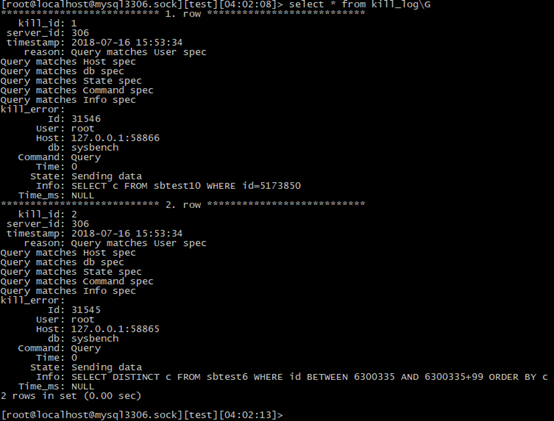 [root@localhost@mysql3306.sock][test][04:02:08]> select * from kill_log\G
*************************** 1. row ***************************
kill_id: 1
server_id: 306
timestamp: 2018-07-16 15:53:34
reason: Query matches User spec
Query matches Host spec
Query matches db spec
Query matches State spec
Query matches Command spec
Query matches Info spec
kill_error:
Id: 31546
User: root
Host: 127.0.0.1:58866
db: sysbench
Command: Query
Time: 0
State: Sending data
Info: SELECT c FROM sbtest10 WHERE id=5173850
Time_ms: NULL
*************************** 2. row ***************************
kill_id: 2
server_id: 306
timestamp: 2018-07-16 15:53:34
reason: Query matches User spec
Query matches Host spec
Query matches db spec
Query matches State spec
Query matches Command spec
Query matches Info spec
kill_error:
Id: 31545
User: root
Host: 127.0.0.1:58865
db: sysbench
Command: Query
Time: 0
State: Sending data
Info: SELECT DISTINCT c FROM sbtest6 WHERE id BETWEEN 6300335 AND 6300335+99 ORDER BY c
Time_ms: NULL
2 rows in set (0.00 sec)
[root@localhost@mysql3306.sock][test][04:02:13]>